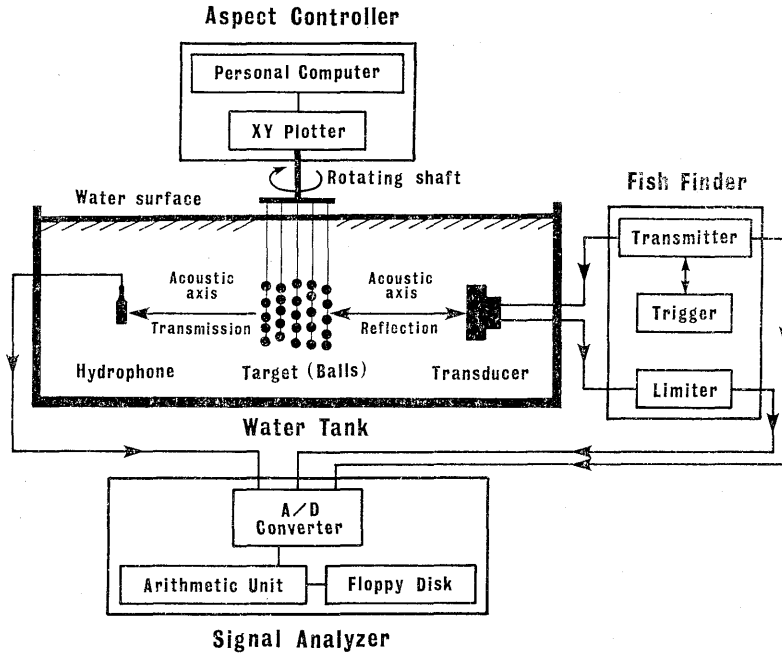 Aspect Controller
Personal Computer
XY Plotter
Rotating shaft
Water surface
Fish Finder
Transmitter
Trigger
Limiter
Acoustic
axis
Transmission
Acoustic
axis
Reflection
Hydrophone
Target (Balls)
Transducer
Water Tank
A/D
Converter
Arithmetic Unit
Floppy Disk
Signal Analyzer